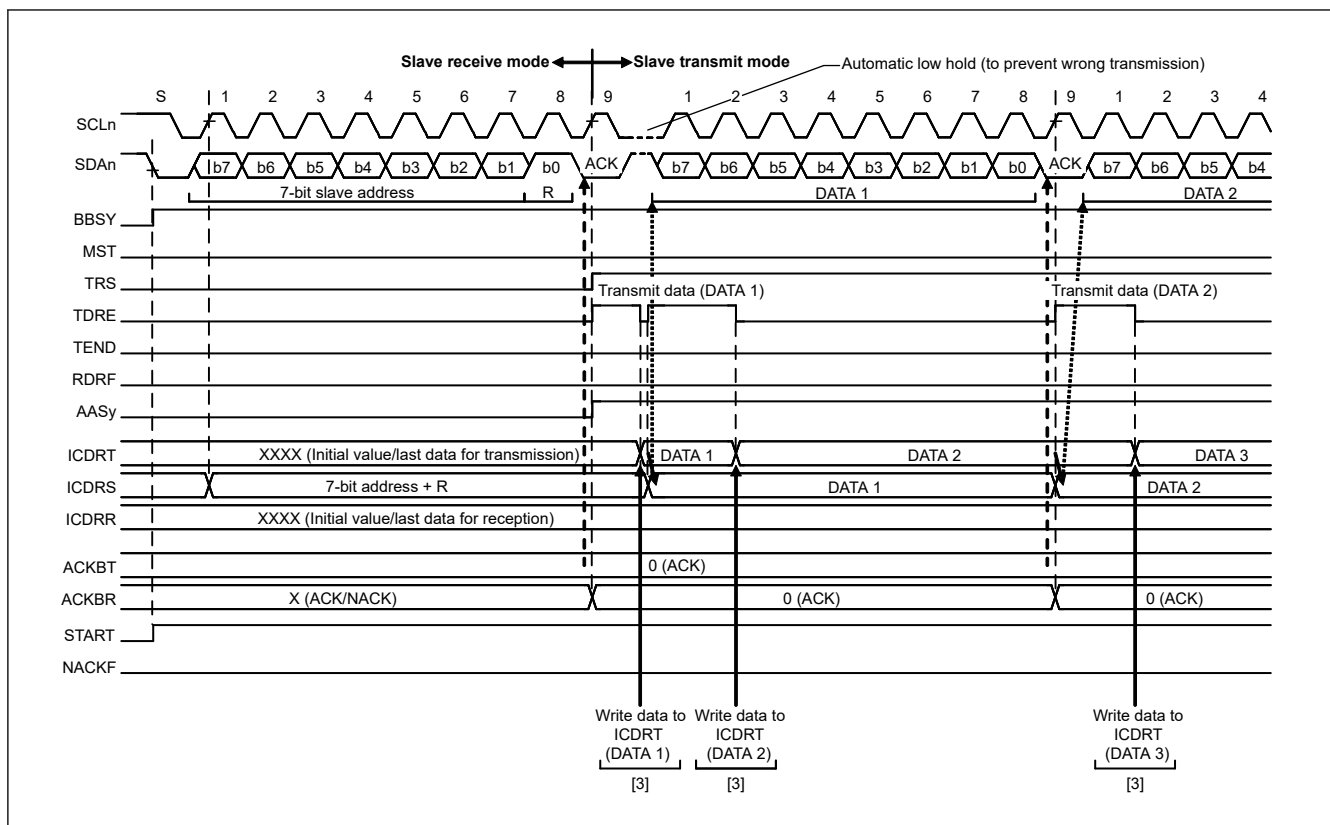 Slave receive mode Slave transmit mode
Automatic low hold (to prevent wrong transmission)
S 1 2 3 4 5 6 7 8 9 1 2 3 4 5 6 7 8 9 1 2 3 4
SCLn
SDAn b7 b6 b5 b4 b3 b2 b1 b0 ACK b7 b6 b5 b4 b3 b2 b1 b0 ACK b7 b6 b5 b4
7-bit slave address R DATA 1 DATA 2
BBSY
MST
TRS
Transmit data (DATA 1) Transmit data (DATA 2)
TDRE
TEND
RDRF
AASy
ICDRT XXXX (Initial value/last data for transmission) DATA 1 DATA 2 DATA 3
ICDRS 7-bit address + R DATA 1 DATA 2
ICDRR XXXX (Initial value/last data for reception)
ACKBT 0 (ACK)
ACKBR X (ACK/NACK) 0 (ACK) 0 (ACK)
START
NACKF
Write data to Write data to Write data to
ICDRT ICDRT ICDRT
(DATA 1) (DATA 2) (DATA 3)
[3] [3] [3]